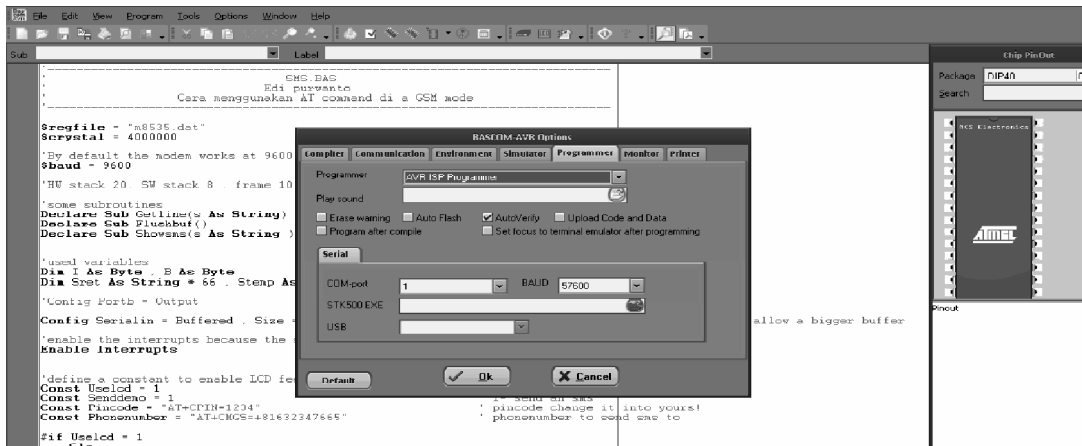 File Edit View Program Tools Options Window Help
Sub
Label
SMS.BAS
Edi purwanto
Cara menggunakan AT command di a GSM mode
$regfile = "m8535.dat"
$crystal = 4000000
'By default the modem works at 9600
$baud = 9600
'HW stack 20, SW stack 8 , frame 10
'some subroutines
Declare Sub Getline(s As String)
Declare Sub Flushbuf()
Declare Sub Showsms(s As String )
'used variables
Dim I As Byte , B As Byte
Dim Sret As String * 66 , Stemp As
'Config Portb = Output
Config Serialin = Buffered , Size =
allow a bigger buffer
'enable the interrupts because the
Enable Interrupts
'define a constant to enable LCD fe
Const Uselcd = 1
Const Senddemo = 1
send an sms
Const Pincode = "AT+CPIN=1234"
' pincode change it into yours!
Const Phonenumber = "AT+CMGS=+81632347665"
' phonenumber to send sms to
#if Uselcd = 1
BASCOM-AVR Options
Compiler Communication Environment Simulator Programmer Monitor Printer
Programmer
AVR ISP Programmer
Play sound
Erase warning Auto Flash AutoVerify Upload Code and Data
Program after compile Set focus to terminal emulator after programming
Serial
COM-port 1 BAUD 57600
STK500 EXE
USB
Default Ok Cancel
Chip PinOut
Package DIP40
Search
MCS Electronics
ATMEL
Pinout